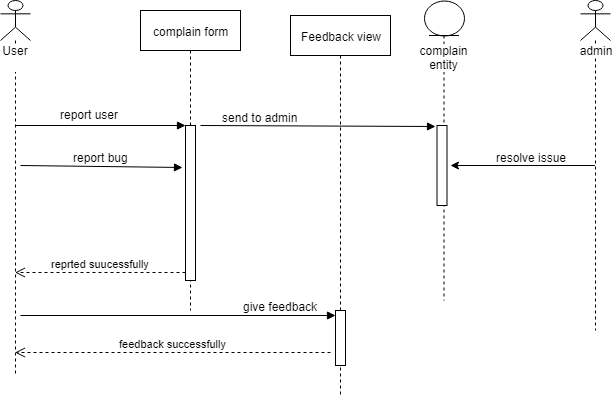 User
complain form
Feedback view
complain
entity
admin
report user
send to admin
report bug
resolve issue
reprted suucessfully
give feedback
feedback successfully